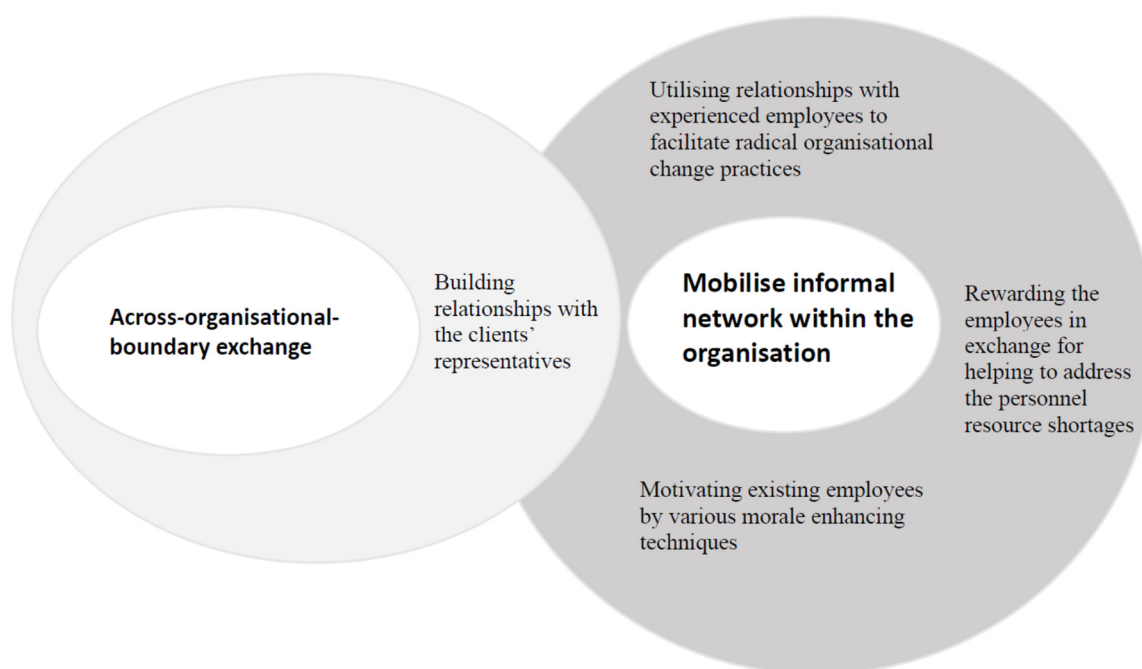 Across-organisational-
boundary exchange
Building
relationships with
the clients’
representatives
Utilising relationships with
experienced employees to
facilitate radical organisational
change practices
Mobilise informal
network within the
organisation
Rewarding the
employees in
exchange for
helping to address
the personnel
resource shortages
Motivating existing employees
by various morale enhancing
techniques